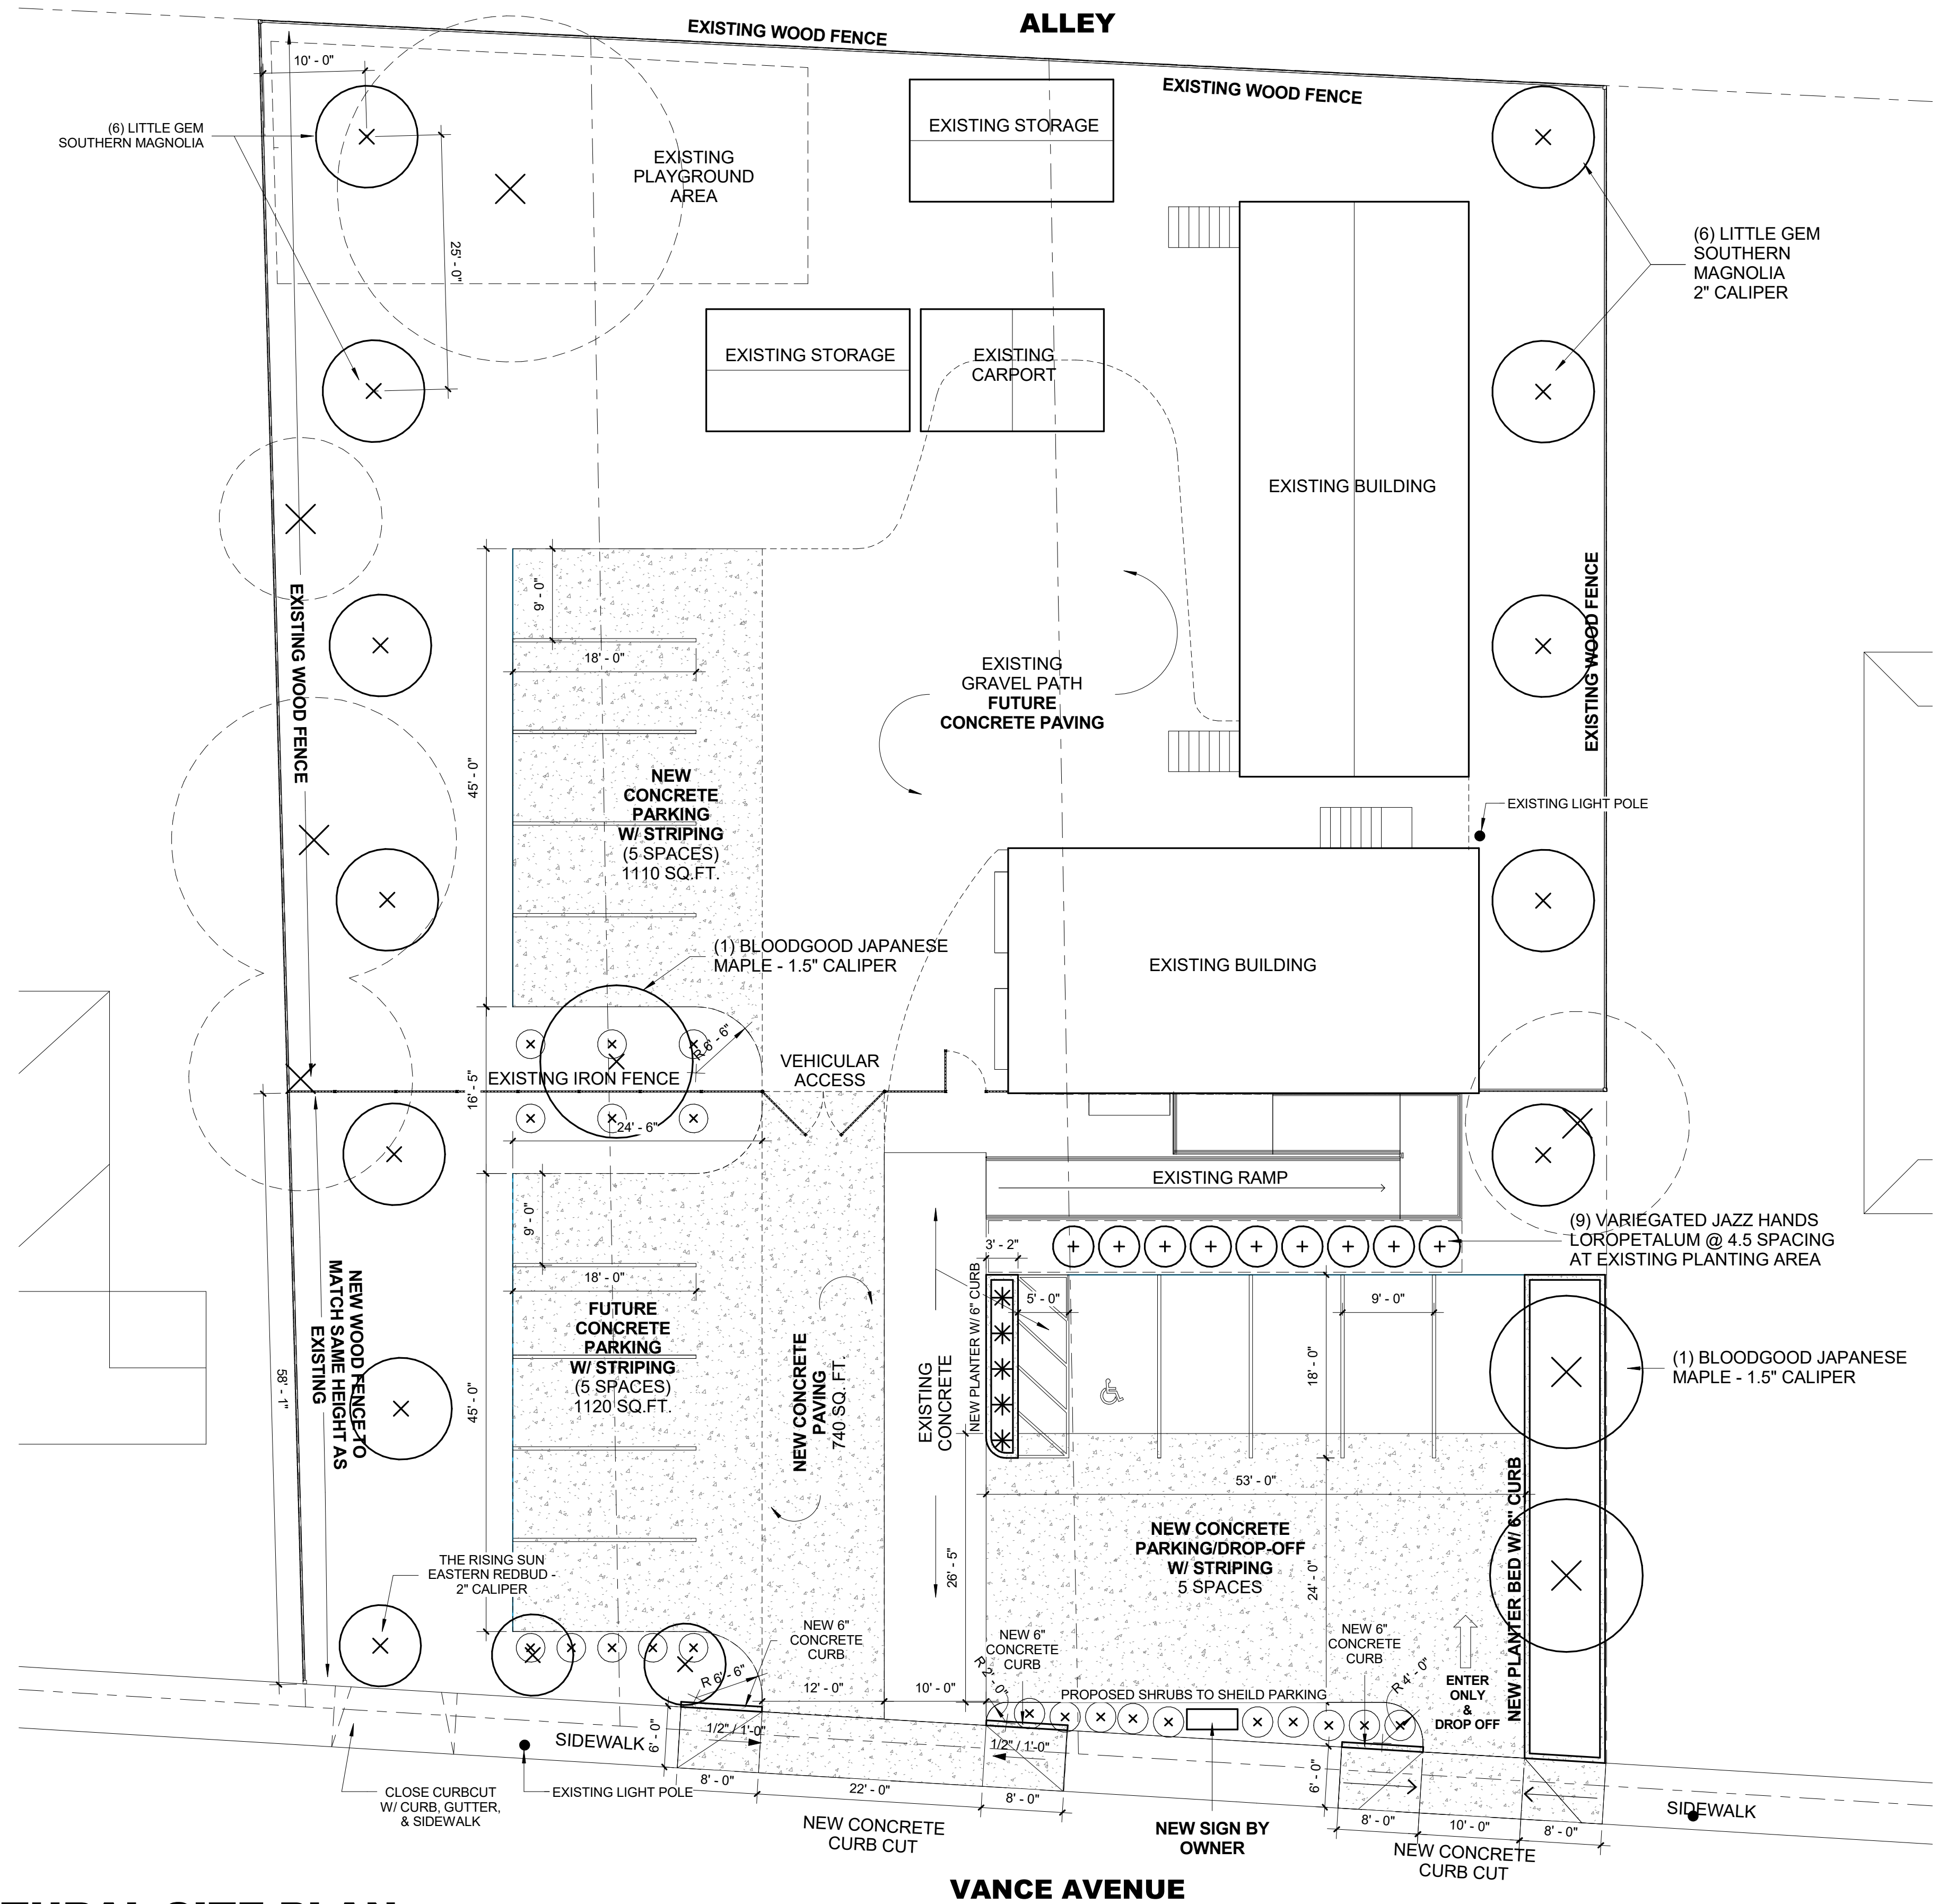 ALLEY
EXISTING WOOD FENCE
EXISTING WOOD FENCE
10' - 0"
(6) LITTLE GEM
SOUTHERN MAGNOLIA
EXISTING
PLAYGROUND
AREA
EXISTING STORAGE
25' - 0"
(6) LITTLE GEM
SOUTHERN
MAGNOLIA
2" CALIPER
EXISTING STORAGE
EXISTING
CARPORT
EXISTING BUILDING
EXISTING WOOD FENCE
EXISTING WOOD FENCE
9' - 0"
18' - 0"
45' - 0"
EXISTING
GRAVEL PATH
FUTURE
CONCRETE PAVING
NEW
CONCRETE
PARKING
W/ STRIPING
(5 SPACES)
1110 SQ.FT.
EXISTING LIGHT POLE
(1) BLOODGOOD JAPANESE
MAPLE - 1.5" CALIPER
EXISTING BUILDING
R 6' - 6"
VEHICULAR
ACCESS
EXISTING IRON FENCE
16' - 5"
24' - 6"
EXISTING RAMP
9' - 0"
18' - 0"
(9) VARIEGATED JAZZ HANDS
LOROPETALUM @ 4.5 SPACING
AT EXISTING PLANTING AREA
3' - 2"
5' - 0"
9' - 0"
NEW PLANTER W/ 6" CURB
FUTURE
CONCRETE
PARKING
W/ STRIPING
(5 SPACES)
1120 SQ.FT.
NEW WOOD FENCE TO
MATCH SAME HEIGHT AS
EXISTING
58' - 1"
45' - 0"
NEW CONCRETE
PAVING
740 SQ. FT.
EXISTING
CONCRETE
18' - 0"
(1) BLOODGOOD JAPANESE
MAPLE - 1.5" CALIPER
53' - 0"
NEW CONCRETE
PARKING/DROP-OFF
W/ STRIPING
5 SPACES
26' - 5"
24' - 0"
NEW PLANTER BED W/ 6" CURB
THE RISING SUN
EASTERN REDBUD -
2" CALIPER
NEW 6"
CONCRETE
CURB
NEW 6"
CONCRETE
CURB
NEW 6"
CONCRETE
CURB
R 6' - 6"
12' - 0"
10' - 0"
R 2' - 0"
PROPOSED SHRUBS TO SHEILD PARKING
R 4' - 0"
ENTER
ONLY
&
DROP OFF
SIDEWALK
6' - 0"
1/2" / 1'-0"
1/2" / 1'-0"
6' - 0"
CLOSE CURBCUT
W/ CURB, GUTTER,
& SIDEWALK
EXISTING LIGHT POLE
8' - 0"
22' - 0"
8' - 0"
NEW CONCRETE
CURB CUT
NEW SIGN BY
OWNER
8' - 0"
10' - 0"
8' - 0"
NEW CONCRETE
CURB CUT
SIDEWALK
VANCE AVENUE